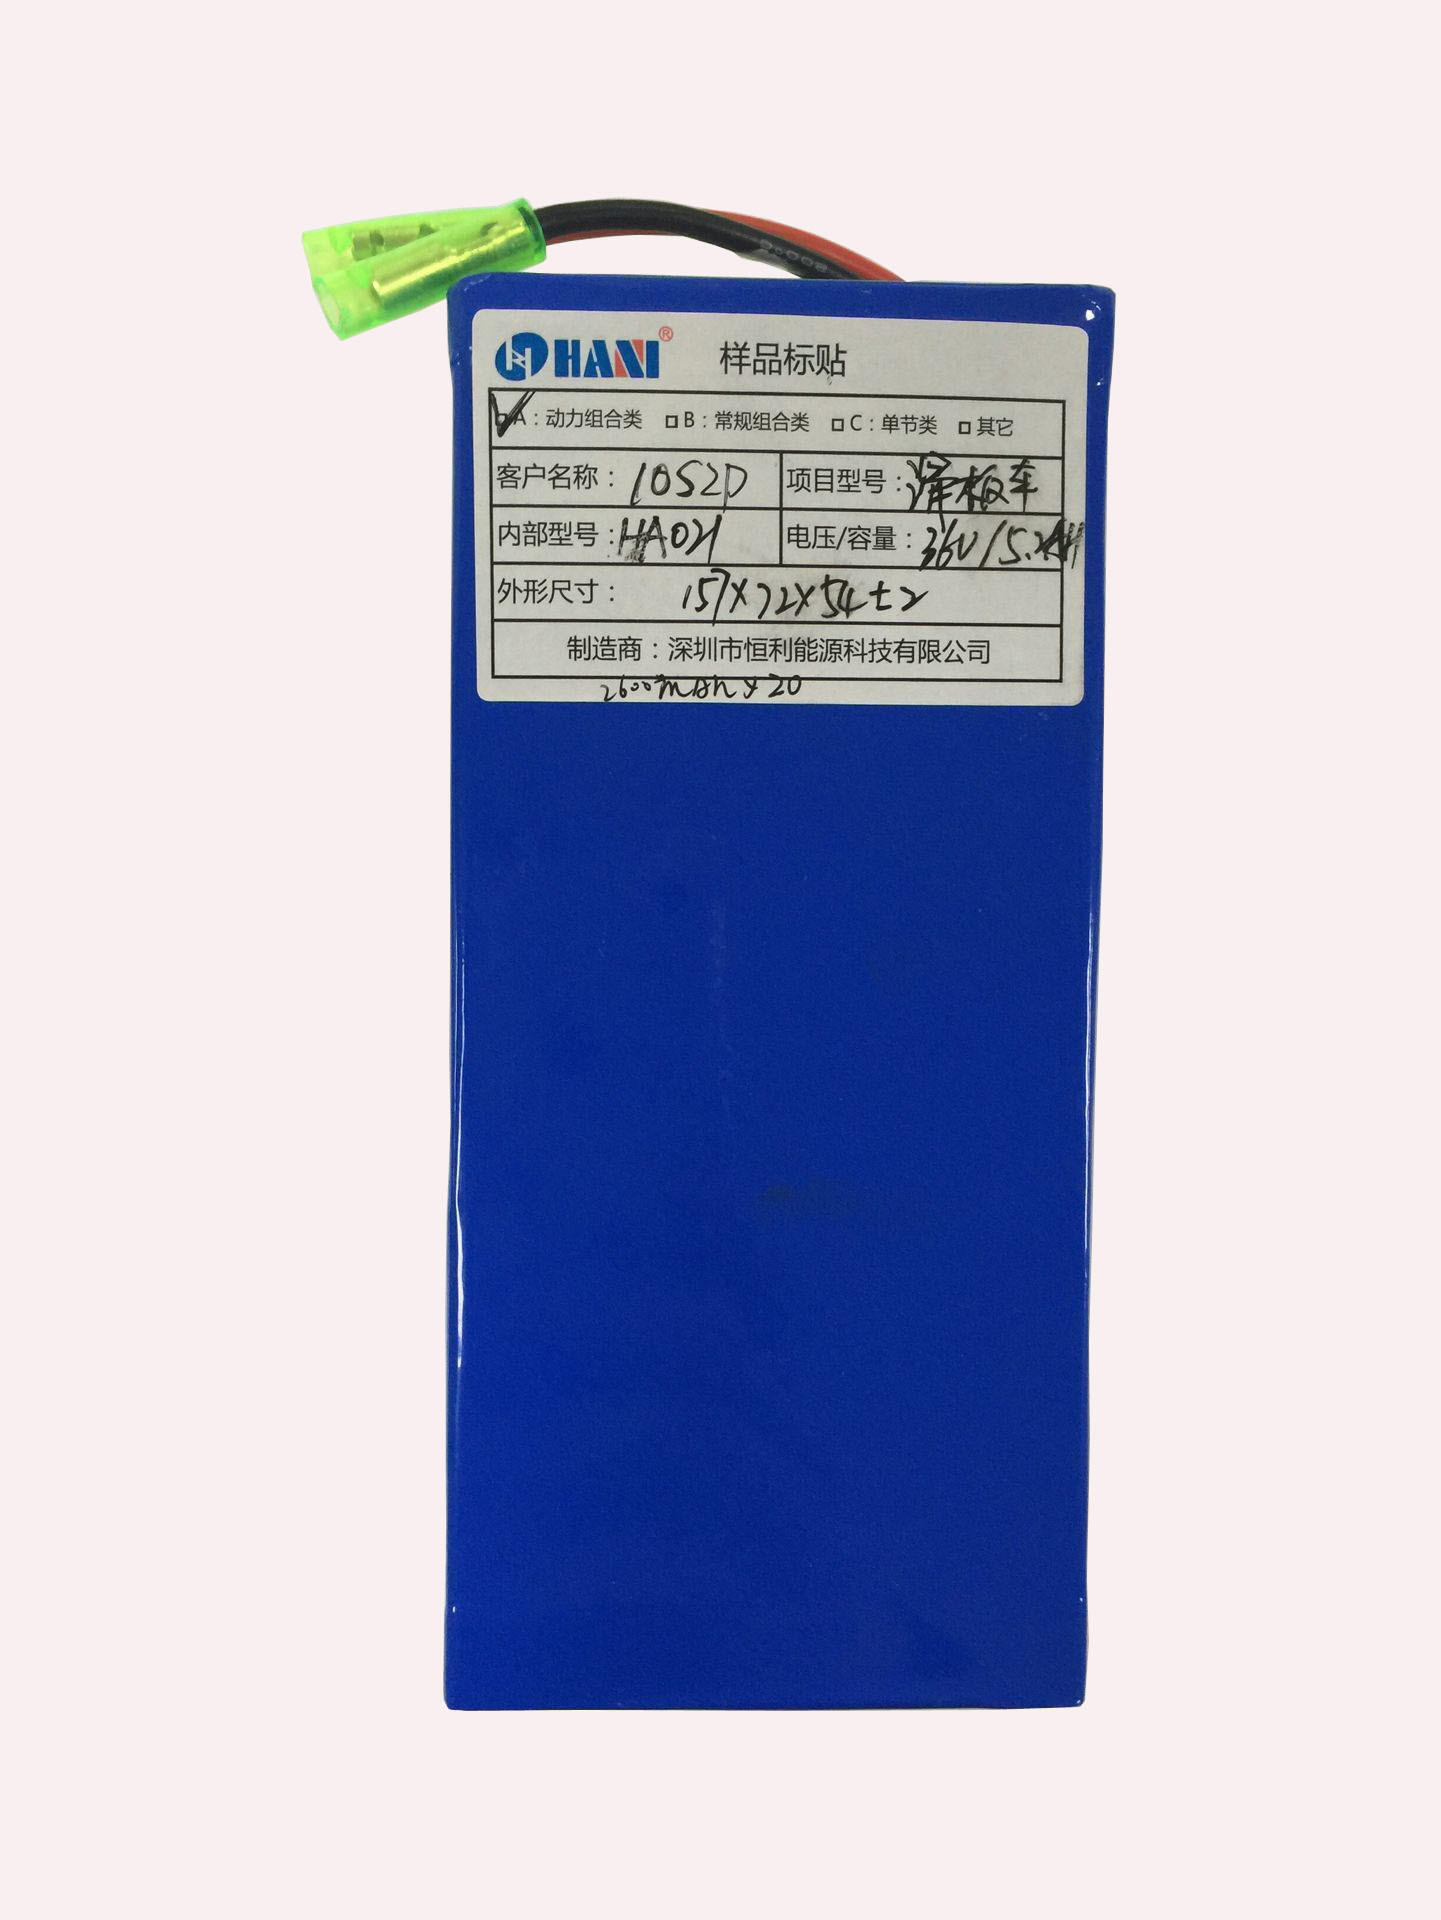 HANI® 样品标贴
A：动力组合类 □B：常规组合类 □C：单节类 □其它
客户名称：10S2P 项目型号：滑板车
内部型号：HA021 电压/容量：36V/5.2AH
外形尺寸：157×72×54±2
制造商：深圳市恒利能源科技有限公司
2600mAh×20